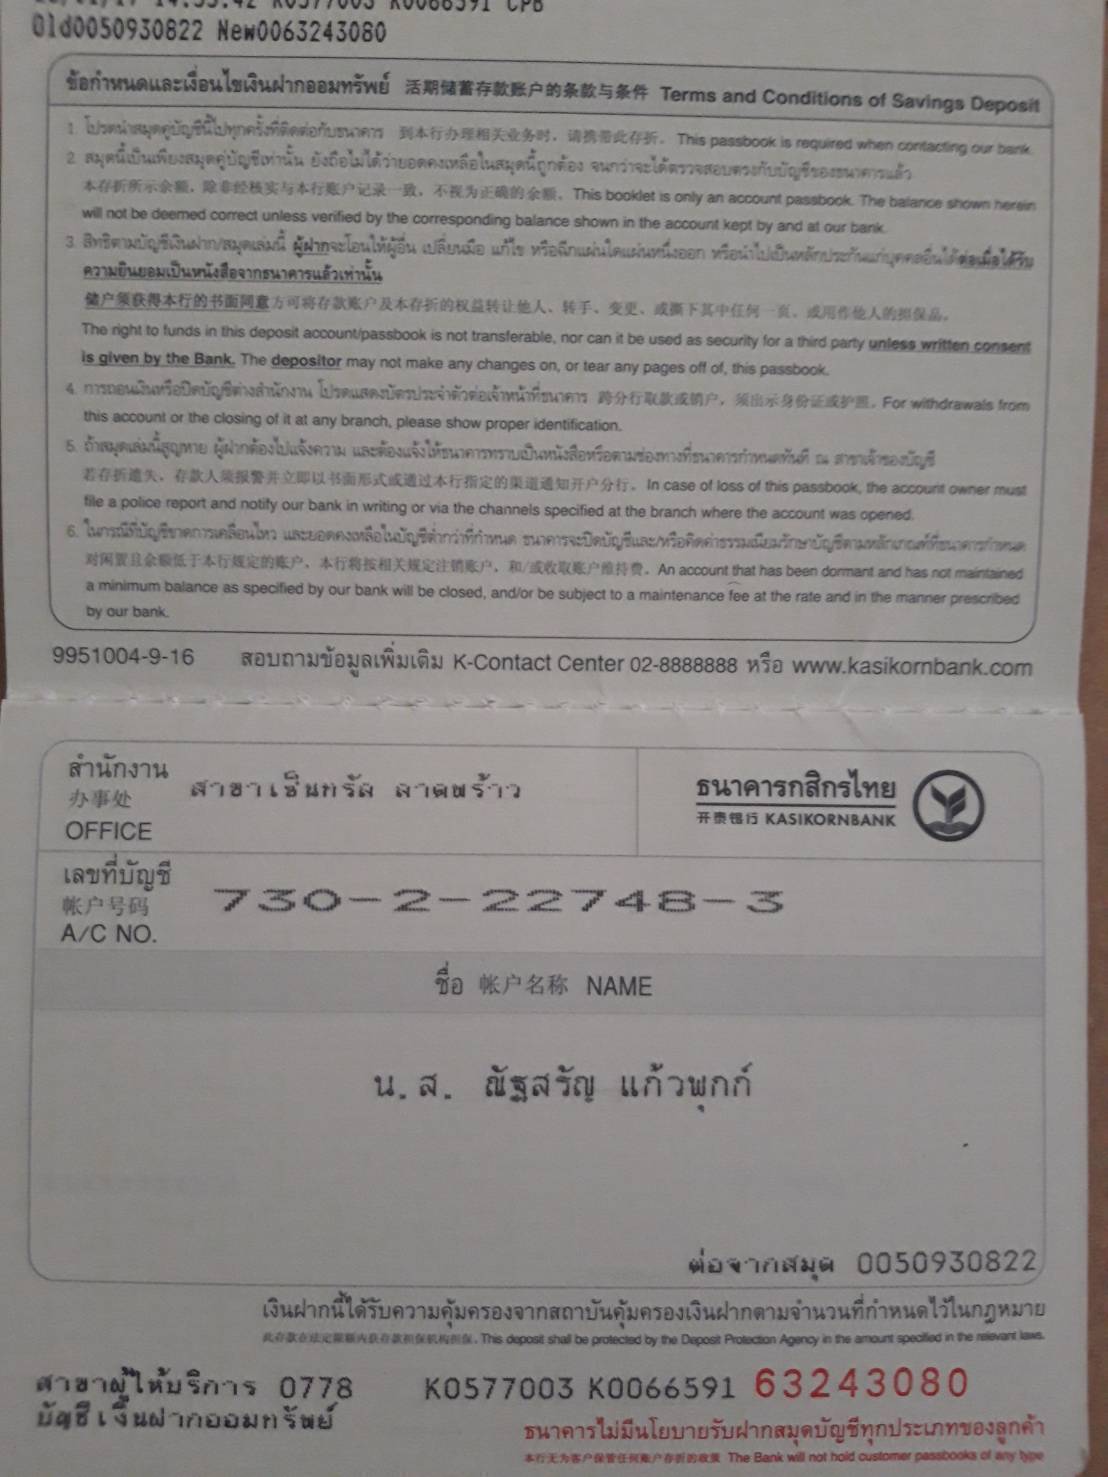 K0577003 K0066591 CPB
Old0050930822 New0063243080
ข้อกำหนดและเงื่อนไขเงินฝากออมทรัพย์ 活期储蓄存款账户的条款与条件 Terms and Conditions of Savings Deposit
1. โปรดนำสมุดคู่บัญชีนี้ไปทุกครั้งที่ติดต่อกับธนาคาร 到本行办理相关业务时，请携带此存折。This passbook is required when contacting our bank.
2. สมุดนี้เป็นเพียงสมุดคู่บัญชีเท่านั้น ยังถือไม่ได้ว่ายอดคงเหลือในสมุดนี้ถูกต้อง จนกว่าจะได้ตรวจสอบตรงกับบัญชีของธนาคารแล้ว
本存折所示余额，除非经核实与本行账户记录一致，不视为正确的余额。This booklet is only an account passbook. The balance shown herein
will not be deemed correct unless verified by the corresponding balance shown in the account kept by and at our bank.
3. สิทธิตามบัญชีเงินฝาก/สมุดเล่มนี้ ผู้ฝากจะโอนให้ผู้อื่น เปลี่ยนมือ แก้ไข หรือฉีกแผ่นใดแผ่นหนึ่งออก หรือนำไปเป็นหลักประกันแก่บุคคลอื่นได้ต่อเมื่อได้รับ
ความยินยอมเป็นหนังสือจากธนาคารแล้วเท่านั้น
储户须获得本行的书面同意方可将存款账户及本存折的权益转让他人、转手、变更、或撕下其中任何一页、或用作他人的担保品。
The right to funds in this deposit account/passbook is not transferable, nor can it be used as security for a third party unless written consent
is given by the Bank. The depositor may not make any changes on, or tear any pages off of, this passbook.
4. การถอนเงินหรือปิดบัญชีต่างสำนักงาน โปรดแสดงบัตรประจำตัวต่อเจ้าหน้าที่ธนาคาร 跨分行取款或销户，须出示身份证或护照。For withdrawals from
this account or the closing of it at any branch, please show proper identification.
5. ถ้าสมุดเล่มนี้สูญหาย ผู้ฝากต้องไปแจ้งความ และต้องแจ้งให้ธนาคารทราบเป็นหนังสือหรือตามช่องทางที่ธนาคารกำหนดทันที ณ สาขาเจ้าของบัญชี
若存折遗失，存款人须报警并立即以书面形式或通过本行指定的渠道通知开户分行。In case of loss of this passbook, the account owner must
file a police report and notify our bank in writing or via the channels specified at the branch where the account was opened.
6. ในกรณีที่บัญชีขาดการเคลื่อนไหว และยอดคงเหลือในบัญชีต่ำกว่าที่กำหนด ธนาคารจะปิดบัญชีและ/หรือคิดค่าธรรมเนียมรักษาบัญชีตามหลักเกณฑ์ที่ธนาคารกำหนด
对闲置且余额低于本行规定的账户，本行将按相关规定注销账户，和/或收取账户维持费。An account that has been dormant and has not maintained
a minimum balance as specified by our bank will be closed, and/or be subject to a maintenance fee at the rate and in the manner prescribed
by our bank.
9951004-9-16 สอบถามข้อมูลเพิ่มเติม K-Contact Center 02-8888888 หรือ www.kasikornbank.com
สำนักงาน
办事处
OFFICE
สาขาเซ็นทรัล ลาดพร้าว
ธนาคารกสิกรไทย
开泰银行 KASIKORNBANK
เลขที่บัญชี
帐户号码
A/C NO.
730-2-22748-3
ชื่อ 帐户名称 NAME
น.ส. ณัฐสรัญ แก้วพุกก์
ต่อจากสมุด 0050930822
เงินฝากนี้ได้รับความคุ้มครองจากสถาบันคุ้มครองเงินฝากตามจำนวนที่กำหนดไว้ในกฎหมาย
此存款在法定限额内获存款担保机构担保。This deposit shall be protected by the Deposit Protection Agency in the amount specified in the relevant laws.
สาขาผู้ให้บริการ 0778 K0577003 K0066591 63243080
บัญชีเงินฝากออมทรัพย์
ธนาคารไม่มีนโยบายรับฝากสมุดบัญชีทุกประเภทของลูกค้า
本行无为客户保管任何账户存折的政策 The Bank will not hold customer passbooks of any type